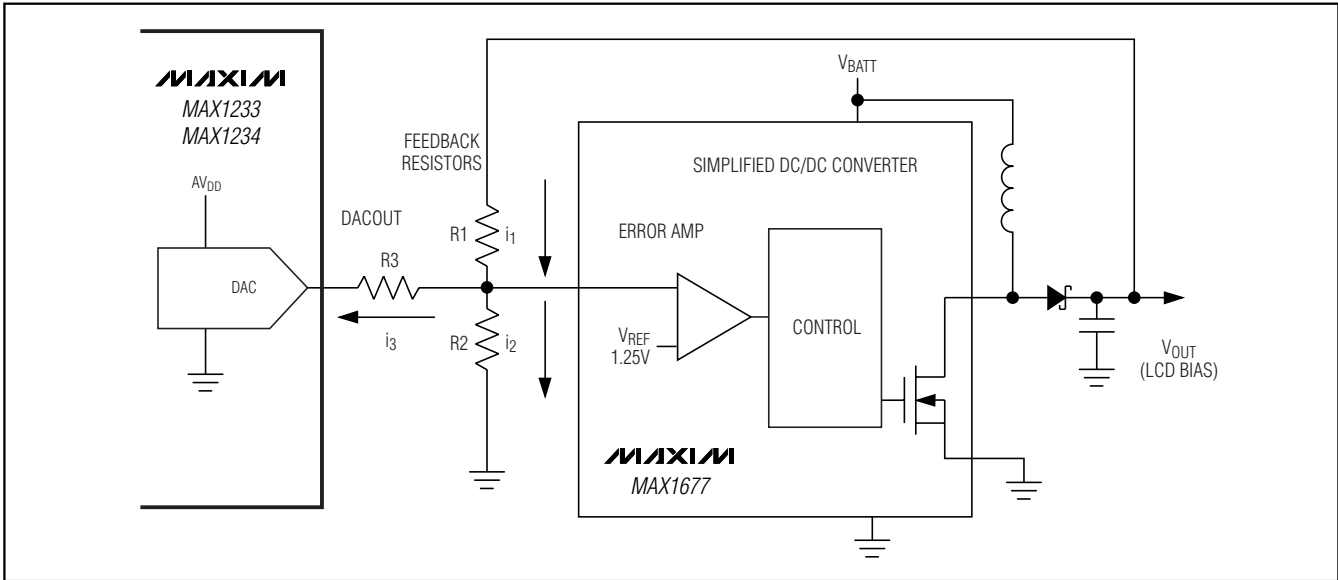 MAXIM
MAX1233
MAX1234
AVDD
DAC
DACOUT
R3
i3
FEEDBACK
RESISTORS
R1
i1
R2
i2
VBATT
SIMPLIFIED DC/DC CONVERTER
ERROR AMP
VREF
1.25V
CONTROL
MAXIM
MAX1677
VOUT
(LCD BIAS)